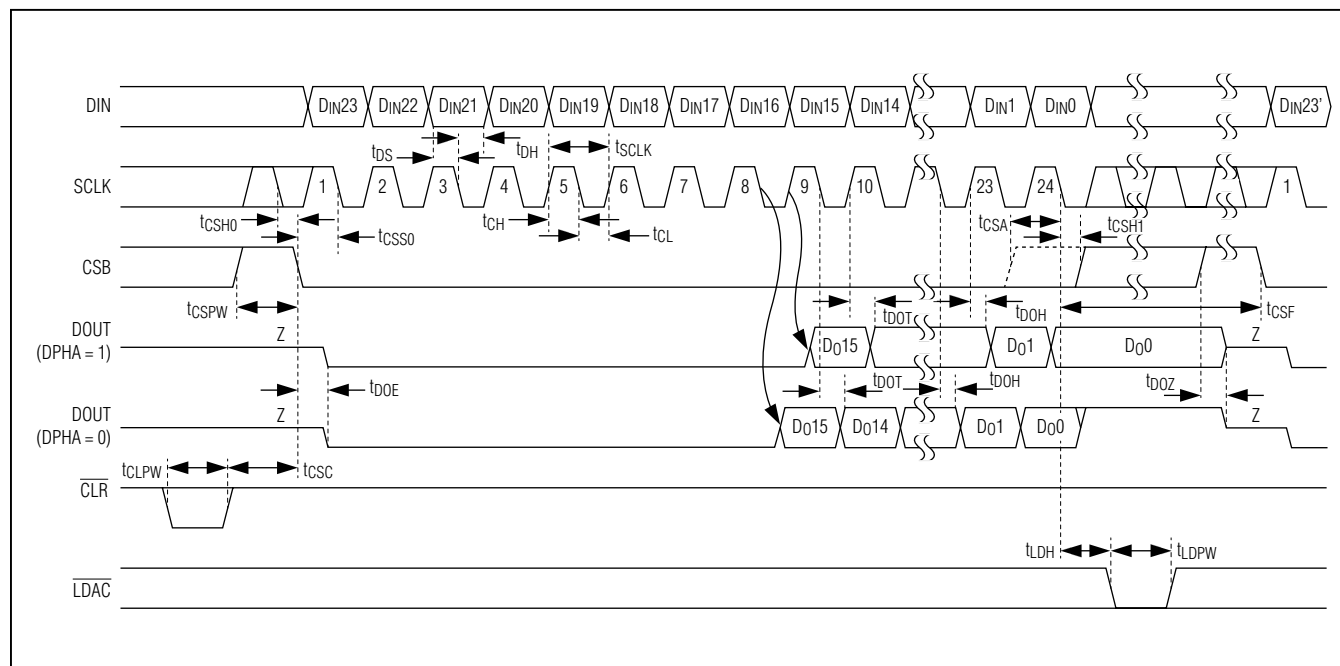 DIN DIN23 DIN22 DIN21 DIN20 DIN19 DIN18 DIN17 DIN16 DIN15 DIN14 DIN1 DIN0 DIN23'
tDS tDH tSCLK
SCLK 1 2 3 4 5 6 7 8 9 10 23 24 1
tCSH0 tCSS0 tCH tCL tCSA tCSH1
CSB
tCSPW tDOT tDOH tCSF
DOUT
(DPHA = 1) Z DO15 DO1 DO0 Z
tDOE tDOT tDOH tDOZ
DOUT
(DPHA = 0) Z DO15 DO14 DO1 DO0 Z
tCLPW tCSC
CLR
tLDH tLDPW
LDAC